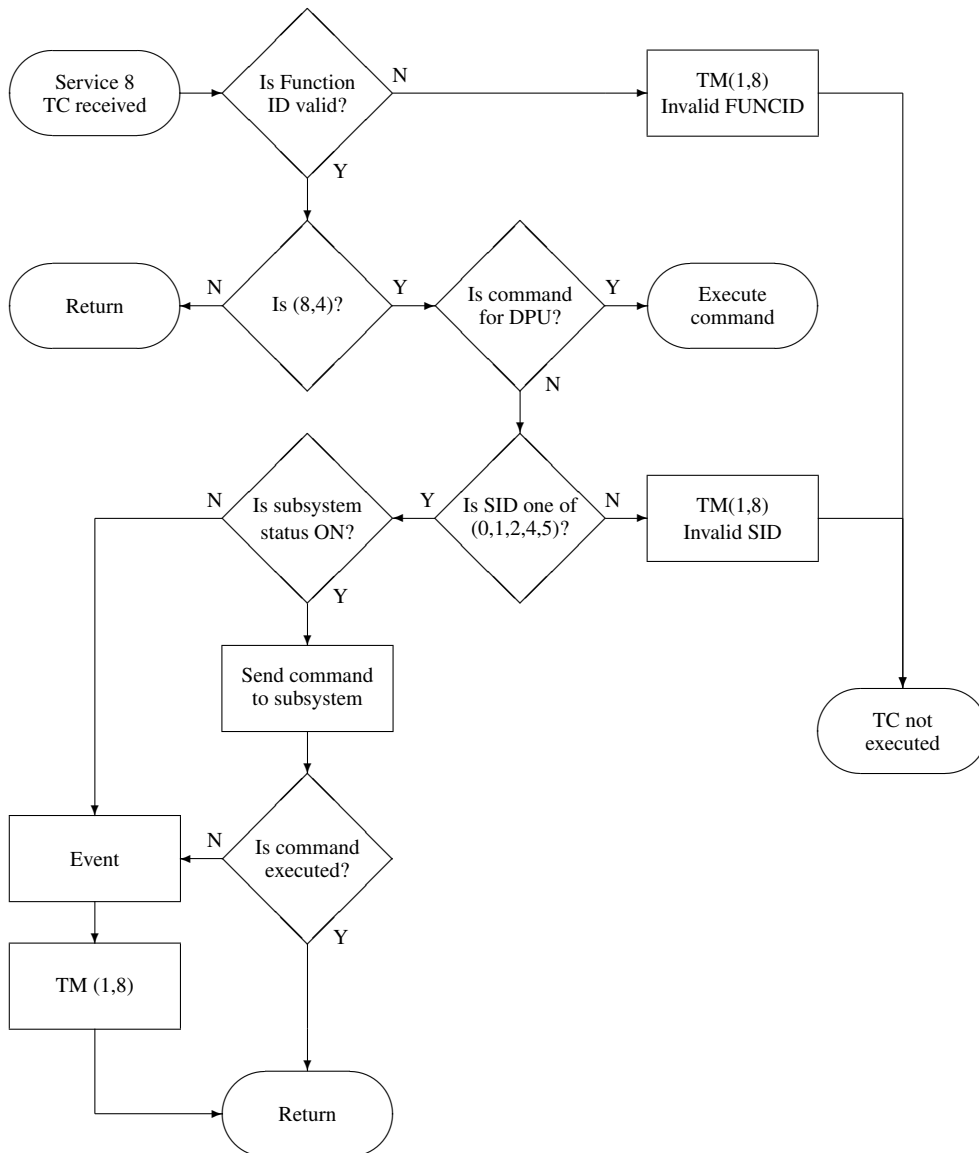 Service 8
TC received
Is Function
ID valid?
N
TM(1,8)
Invalid FUNCID
Y
Return
N
Is (8,4)?
Y
Is command
for DPU?
Y
Execute
command
N
N
Is subsystem
status ON?
Y
Is SID one of
(0,1,2,4,5)?
N
TM(1,8)
Invalid SID
Y
Send command
to subsystem
TC not
executed
Event
N
Is command
executed?
Y
TM (1,8)
Return